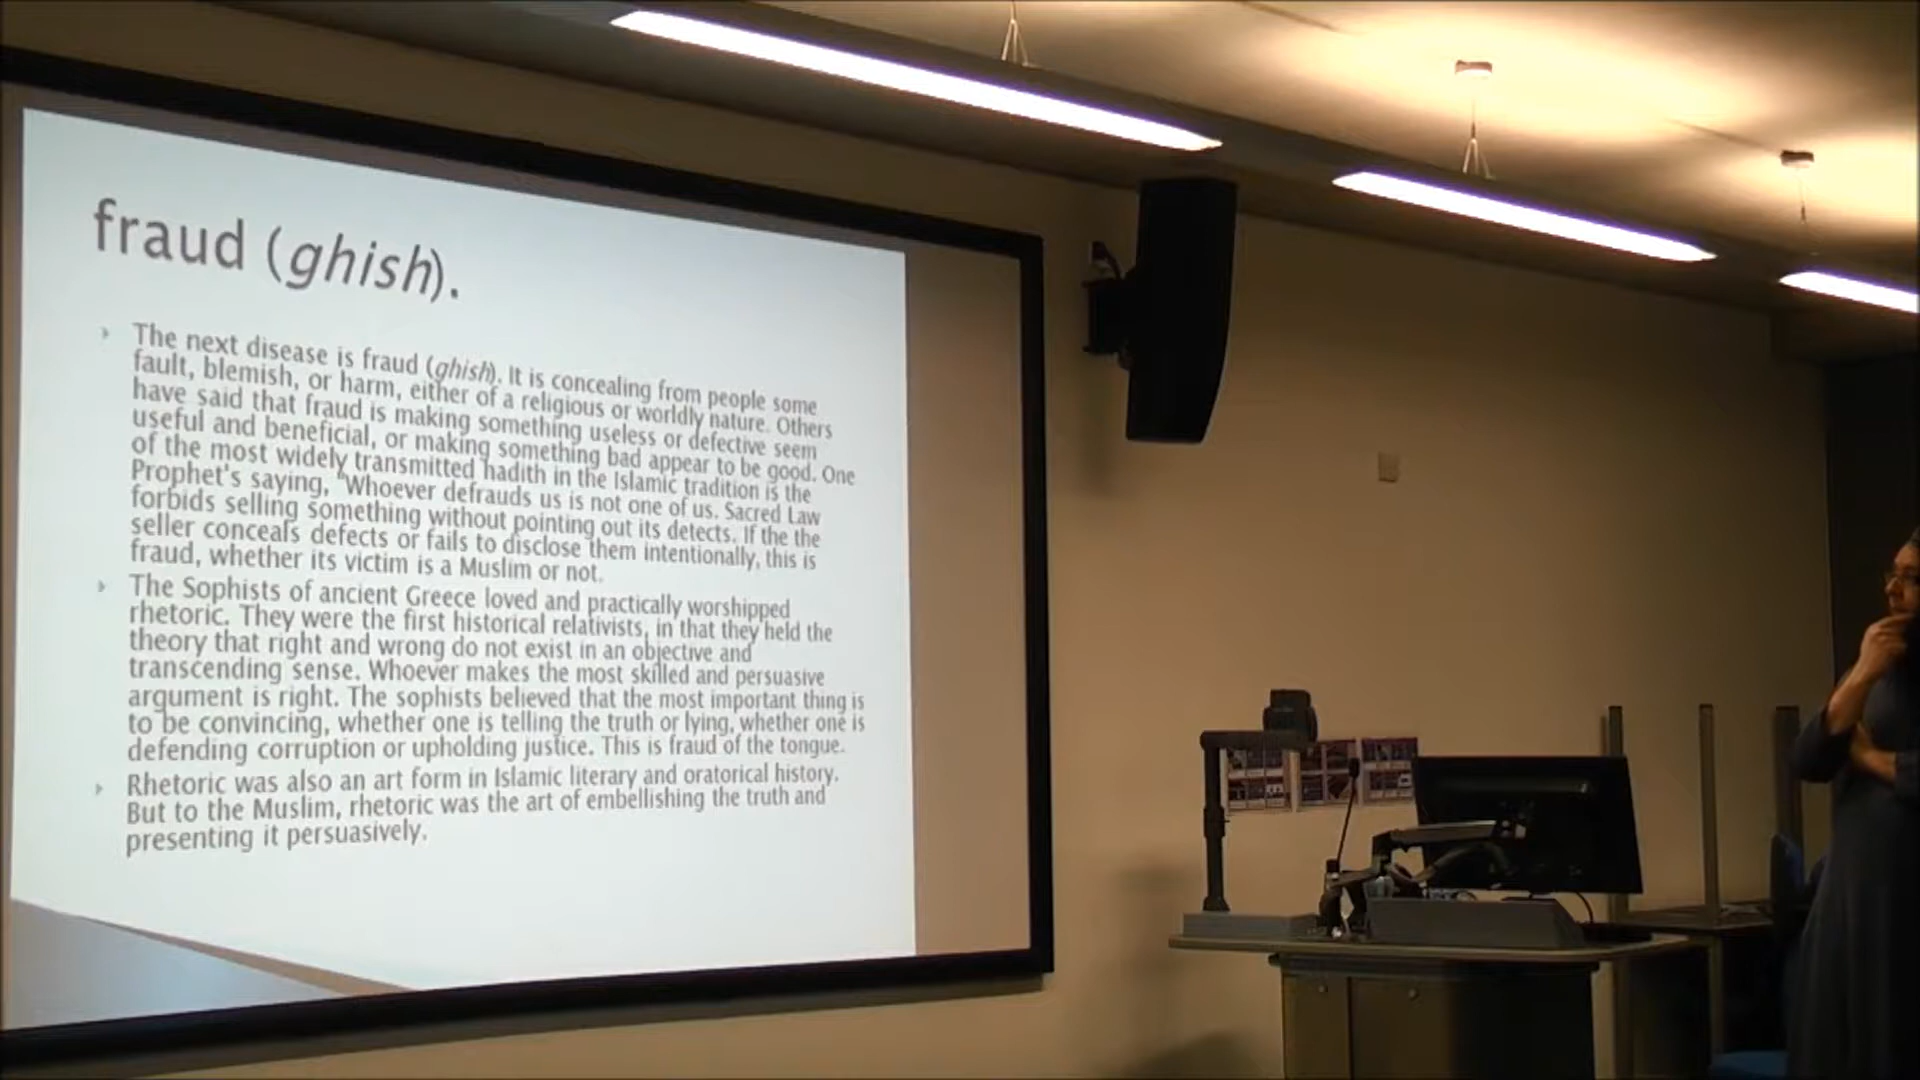 fraud (ghish).
The next disease is fraud (ghish). It is concealing from people some
fault, blemish, or harm, either of a religious or worldly nature. Others
have said that fraud is making something useless or defective seem
useful and beneficial, or making something bad appear to be good. One
of the most widely transmitted hadith in the Islamic tradition is the
Prophet's saying, "Whoever defrauds us is not one of us. Sacred Law
forbids selling something without pointing out its detects. If the the
seller conceals defects or fails to disclose them intentionally, this is
fraud, whether its victim is a Muslim or not.
The Sophists of ancient Greece loved and practically worshipped
rhetoric. They were the first historical relativists, in that they held the
theory that right and wrong do not exist in an objective and
transcending sense. Whoever makes the most skilled and persuasive
argument is right. The sophists believed that the most important thing is
to be convincing, whether one is telling the truth or lying, whether one is
defending corruption or upholding justice. This is fraud of the tongue.
Rhetoric was also an art form in Islamic literary and oratorical history.
But to the Muslim, rhetoric was the art of embellishing the truth and
presenting it persuasively.